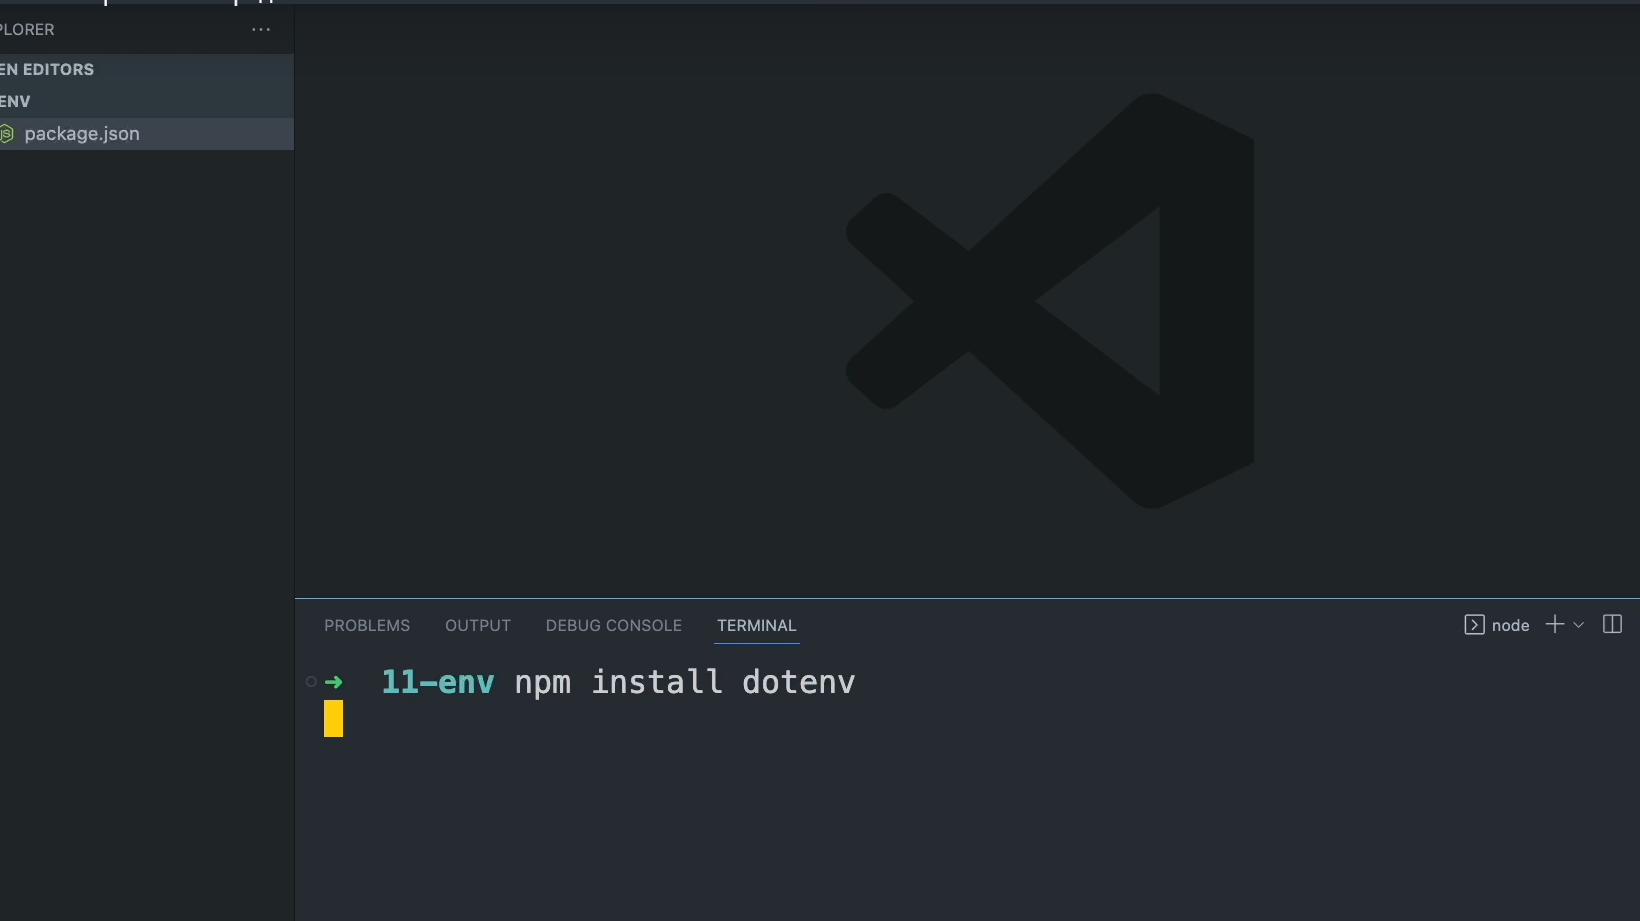 PLORER
EN EDITORS
ENV
package.json
PROBLEMS OUTPUT DEBUG CONSOLE TERMINAL
node
11-env npm install dotenv